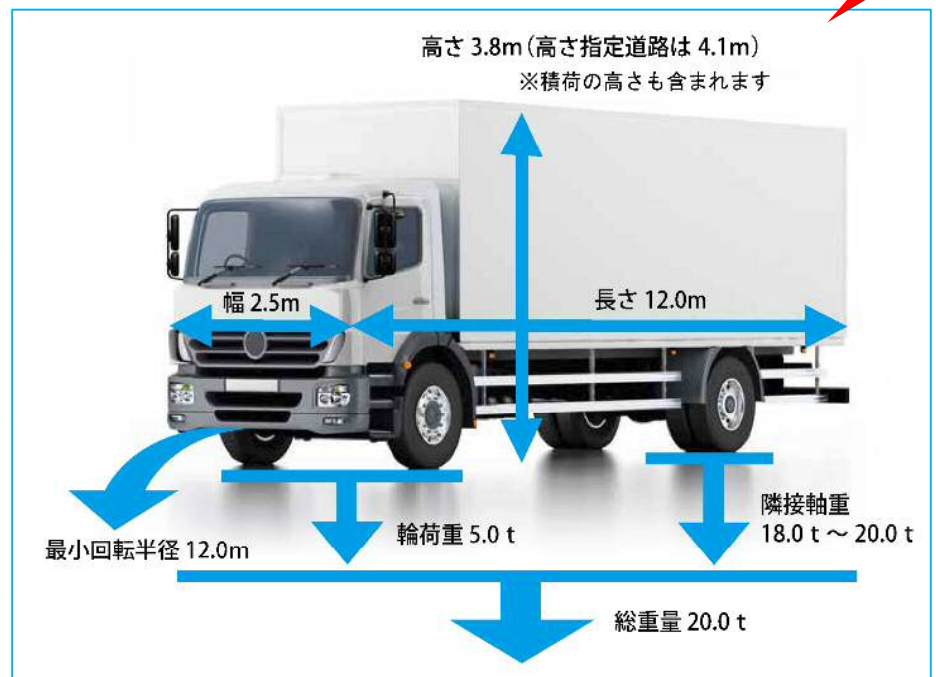 高さ 3.8m（高さ指定道路は 4.1m）
※積荷の高さも含まれます
幅 2.5m
長さ 12.0m
最小回転半径 12.0m
輪荷重 5.0 t
隣接軸重
18.0 t ～ 20.0 t
総重量 20.0 t